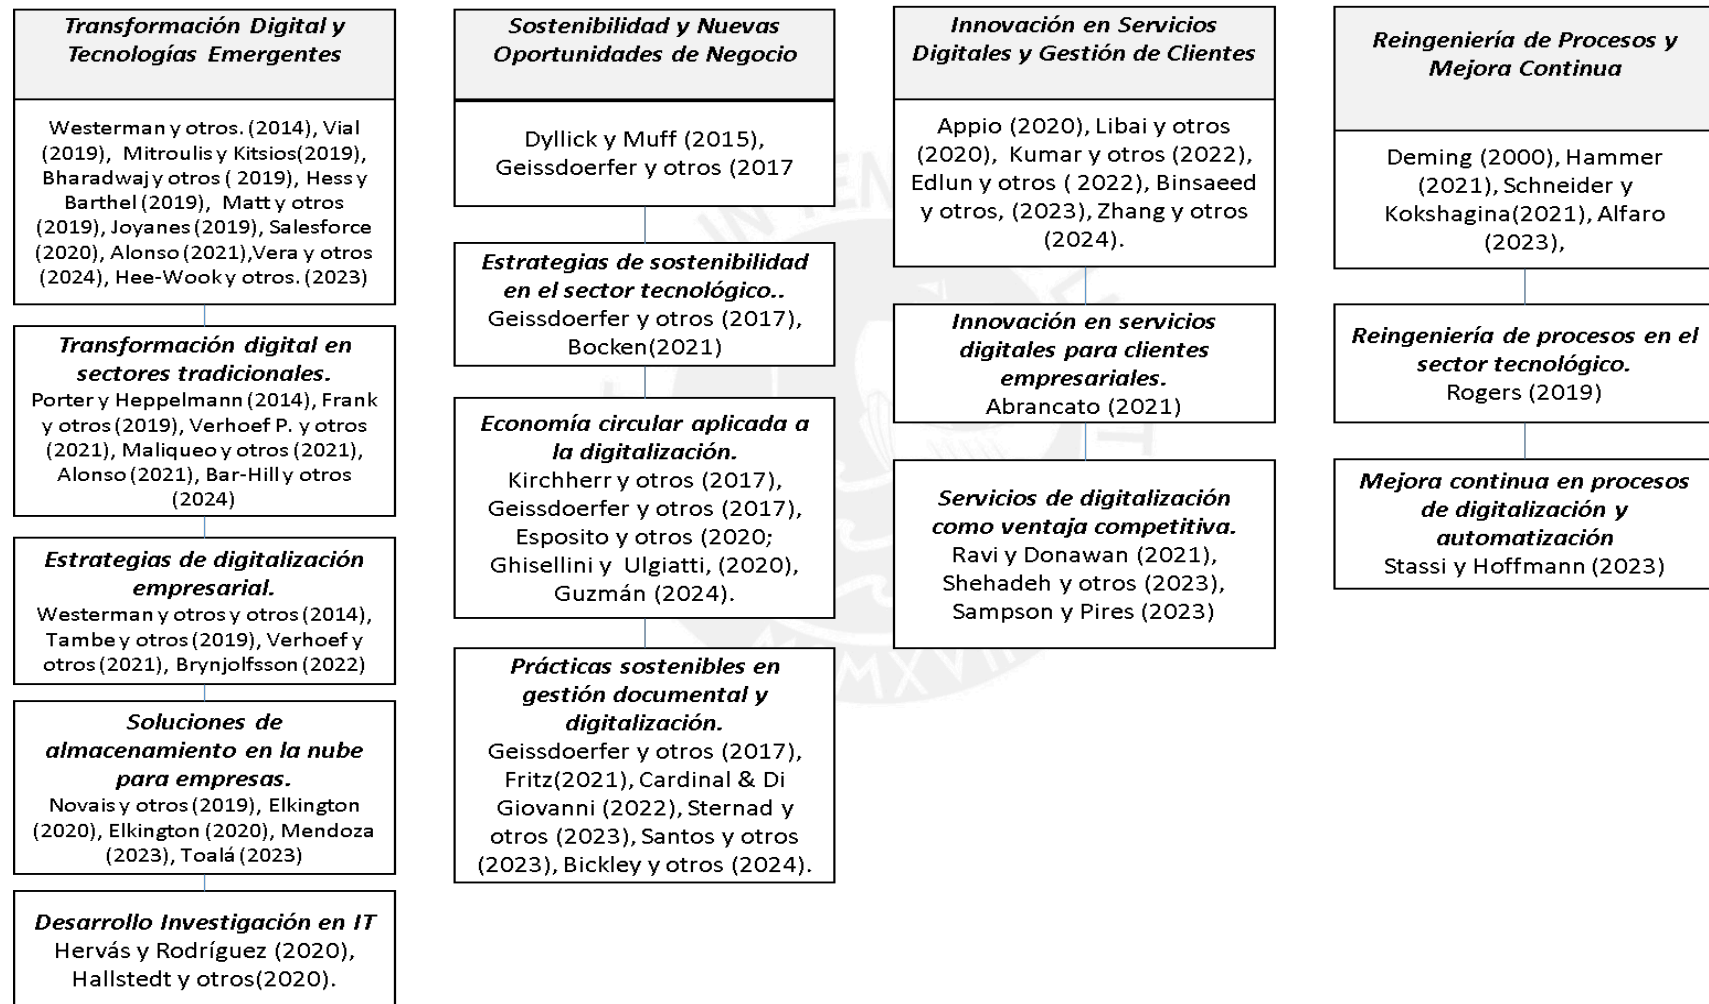 Transformación Digital y
Tecnologías Emergentes
Westerman y otros. (2014), Vial
(2019), Mitroulis y Kitsios(2019),
Bharadwaj y otros ( 2019), Hess y
Barthel (2019), Matt y otros
(2019), Joyanes (2019), Salesforce
(2020), Alonso (2021),Vera y otros
(2024), Hee-Wook y otros. (2023)
Transformación digital en
sectores tradicionales.
Porter y Heppelmann (2014), Frank
y otros (2019), Verhoef P. y otros
(2021), Maliqueo y otros (2021),
Alonso (2021), Bar-Hill y otros
(2024)
Estrategias de digitalización
empresarial.
Westerman y otros y otros (2014),
Tambe y otros (2019), Verhoef y
otros (2021), Brynjolfsson (2022)
Soluciones de
almacenamiento en la nube
para empresas.
Novais y otros (2019), Elkington
(2020), Elkington (2020), Mendoza
(2023), Toalá (2023)
Desarrollo Investigación en IT
Hervás y Rodríguez (2020),
Hallstedt y otros(2020).
Sostenibilidad y Nuevas
Oportunidades de Negocio
Dyllick y Muff (2015),
Geissdoerfer y otros (2017
Estrategias de sostenibilidad
en el sector tecnológico..
Geissdoerfer y otros (2017),
Bocken(2021)
Economía circular aplicada a
la digitalización.
Kirchherr y otros (2017),
Geissdoerfer y otros (2017),
Esposito y otros (2020;
Ghisellini y Ulgiatti, (2020),
Guzmán (2024).
Prácticas sostenibles en
gestión documental y
digitalización.
Geissdoerfer y otros (2017),
Fritz(2021), Cardinal & Di
Giovanni (2022), Sternad y
otros (2023), Santos y otros
(2023), Bickley y otros (2024).
Innovación en Servicios
Digitales y Gestión de Clientes
Appio (2020), Libai y otros
(2020), Kumar y otros (2022),
Edlun y otros ( 2022), Binsaeed
y otros, (2023), Zhang y otros
(2024).
Innovación en servicios
digitales para clientes
empresariales.
Abrancato (2021)
Servicios de digitalización
como ventaja competitiva.
Ravi y Donawan (2021),
Shehadeh y otros (2023),
Sampson y Pires (2023)
Reingeniería de Procesos y
Mejora Continua
Deming (2000), Hammer
(2021), Schneider y
Kokshagina(2021), Alfaro
(2023),
Reingeniería de procesos en el
sector tecnológico.
Rogers (2019)
Mejora continua en procesos
de digitalización y
automatización
Stassi y Hoffmann (2023)